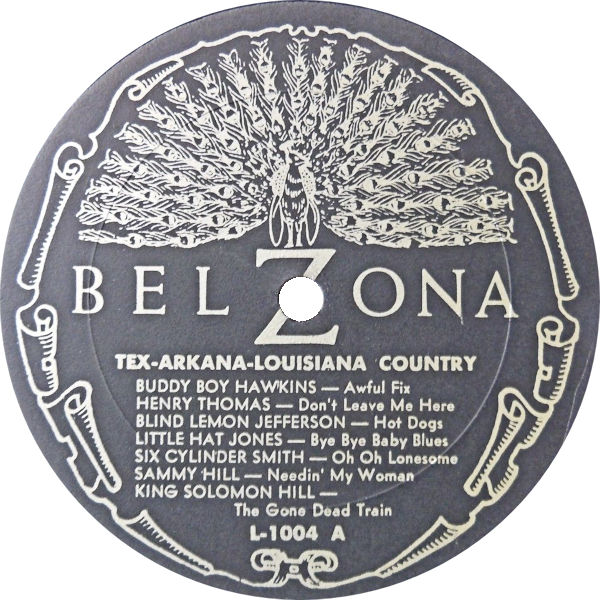 BELZONA
TEX-ARKANA-LOUISIANA COUNTRY
BUDDY BOY HAWKINS — Awful Fix
HENRY THOMAS — Don't Leave Me Here
BLIND LEMON JEFFERSON — Hot Dogs
LITTLE HAT JONES — Bye Bye Baby Blues
SIX CYLINDER SMITH — Oh Oh Lonesome
SAMMY HILL — Needin' My Woman
KING SOLOMON HILL —
The Gone Dead Train
L-1004 A